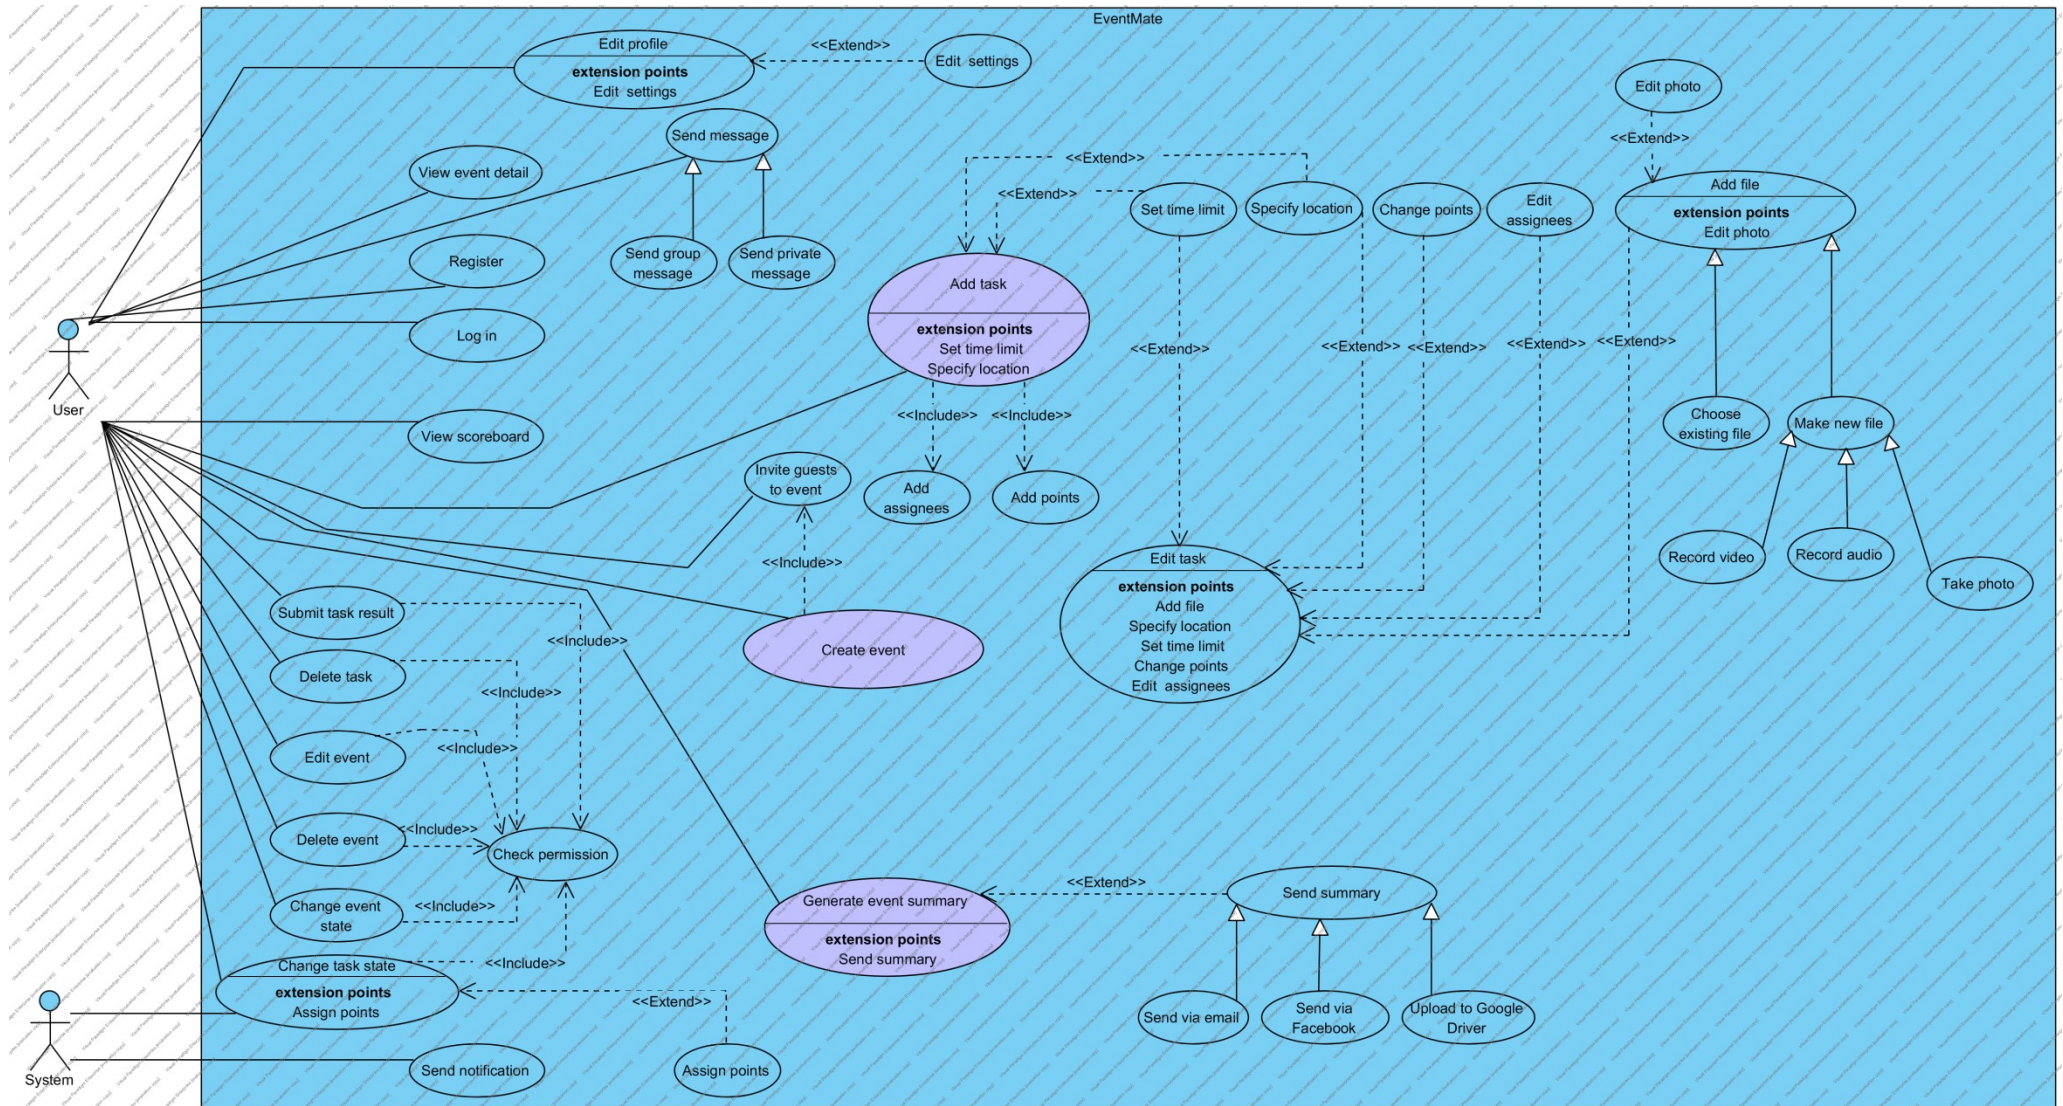 EventMate
Edit profile
extension points
Edit  settings
<<Extend>>
Edit  settings
Edit photo
<<Extend>>
Send message
View event detail
<<Extend>>
<<Extend>>
Set time limit
Specify location
Change points
Edit
assignees
Add file
extension points
Edit photo
Register
Send group
message
Send private
message
Add task
extension points
Set time limit
Specify location
Log in
<<Extend>>
<<Extend>>
<<Extend>>
<<Extend>>
<<Extend>>
User
View scoreboard
<<Include>>
<<Include>>
Choose
existing file
Make new file
Invite guests
to event
Add
assignees
Add points
Record video
Record audio
Take photo
<<Include>>
Edit task
extension points
Add file
Specify location
Set time limit
Change points
Edit  assignees
Submit task result
<<Include>>
Create event
Delete task
<<Include>>
Edit event
<<Include>>
Delete event
<<Include>>
Check permission
Change event
state
<<Include>>
Generate event summary
extension points
Send summary
<<Extend>>
Send summary
Change task state
extension points
Assign points
<<Include>>
<<Extend>>
Send via email
Send via
Facebook
Upload to Google
Driver
System
Send notification
Assign points